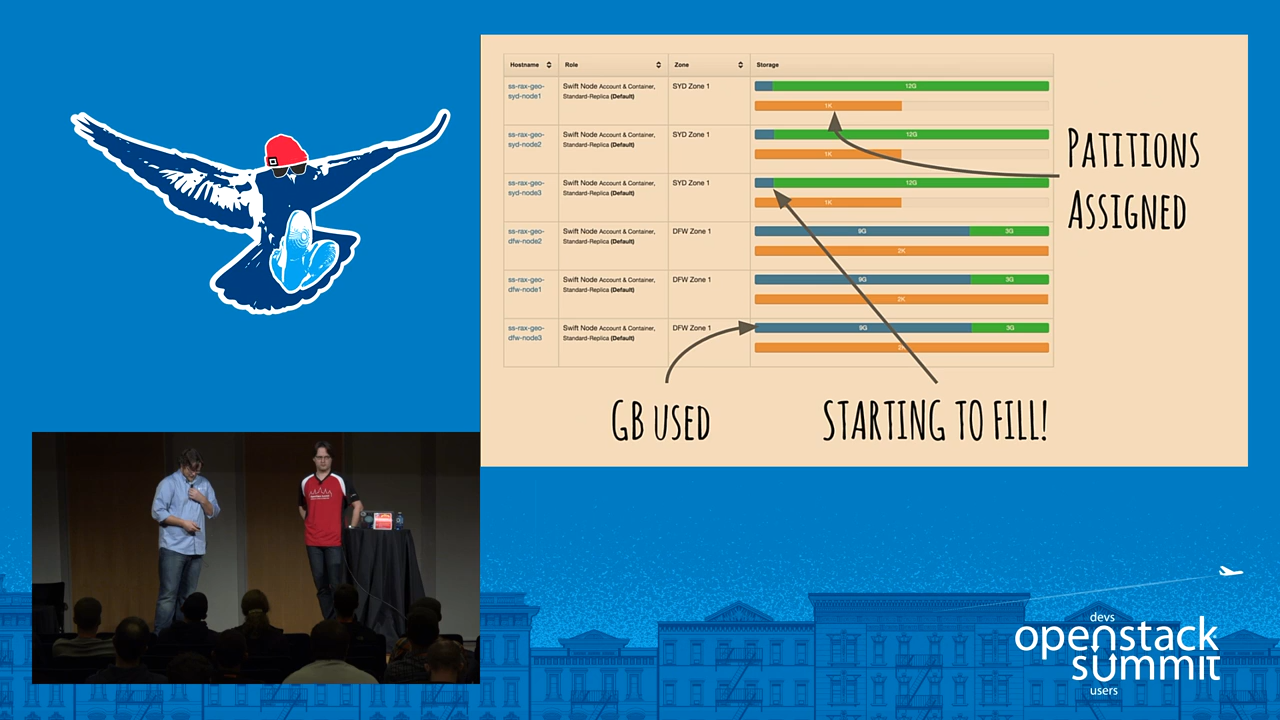 Hostname Role Zone Storage
ss-rax-geo- Swift Node Account & Container, SYD Zone 1 12G
syd-node1 Standard-Replica (Default)
1K
ss-rax-geo- Swift Node Account & Container, SYD Zone 1 12G
syd-node2 Standard-Replica (Default)
1K
ss-rax-geo- Swift Node Account & Container, SYD Zone 1 12G
syd-node3 Standard-Replica (Default)
1K
ss-rax-geo- Swift Node Account & Container, DFW Zone 1 9G 3G
dfw-node2 Standard-Replica (Default)
2K
ss-rax-geo- Swift Node Account & Container, DFW Zone 1 9G 3G
dfw-node1 Standard-Replica (Default)
2K
ss-rax-geo- Swift Node Account & Container, DFW Zone 1 9G 3G
dfw-node3 Standard-Replica (Default)
PATITIONS
ASSIGNED
GB USED
STARTING TO FILL!
devs
openstack
summit
users